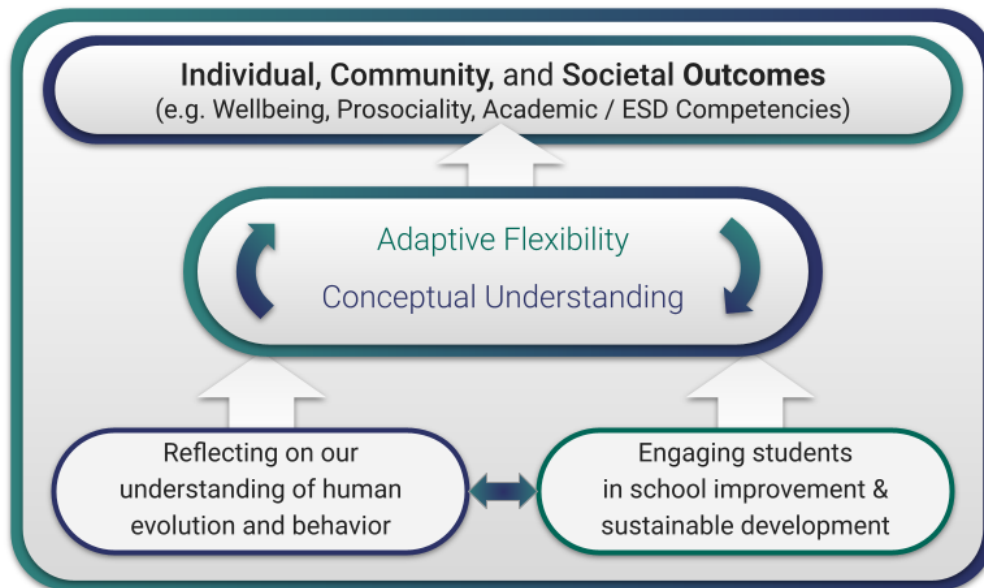 Individual, Community, and Societal Outcomes
(e.g. Wellbeing, Prosociality, Academic / ESD Competencies)
Adaptive Flexibility
Conceptual Understanding
Reflecting on our
understanding of human
evolution and behavior
Engaging students
in school improvement &
sustainable development